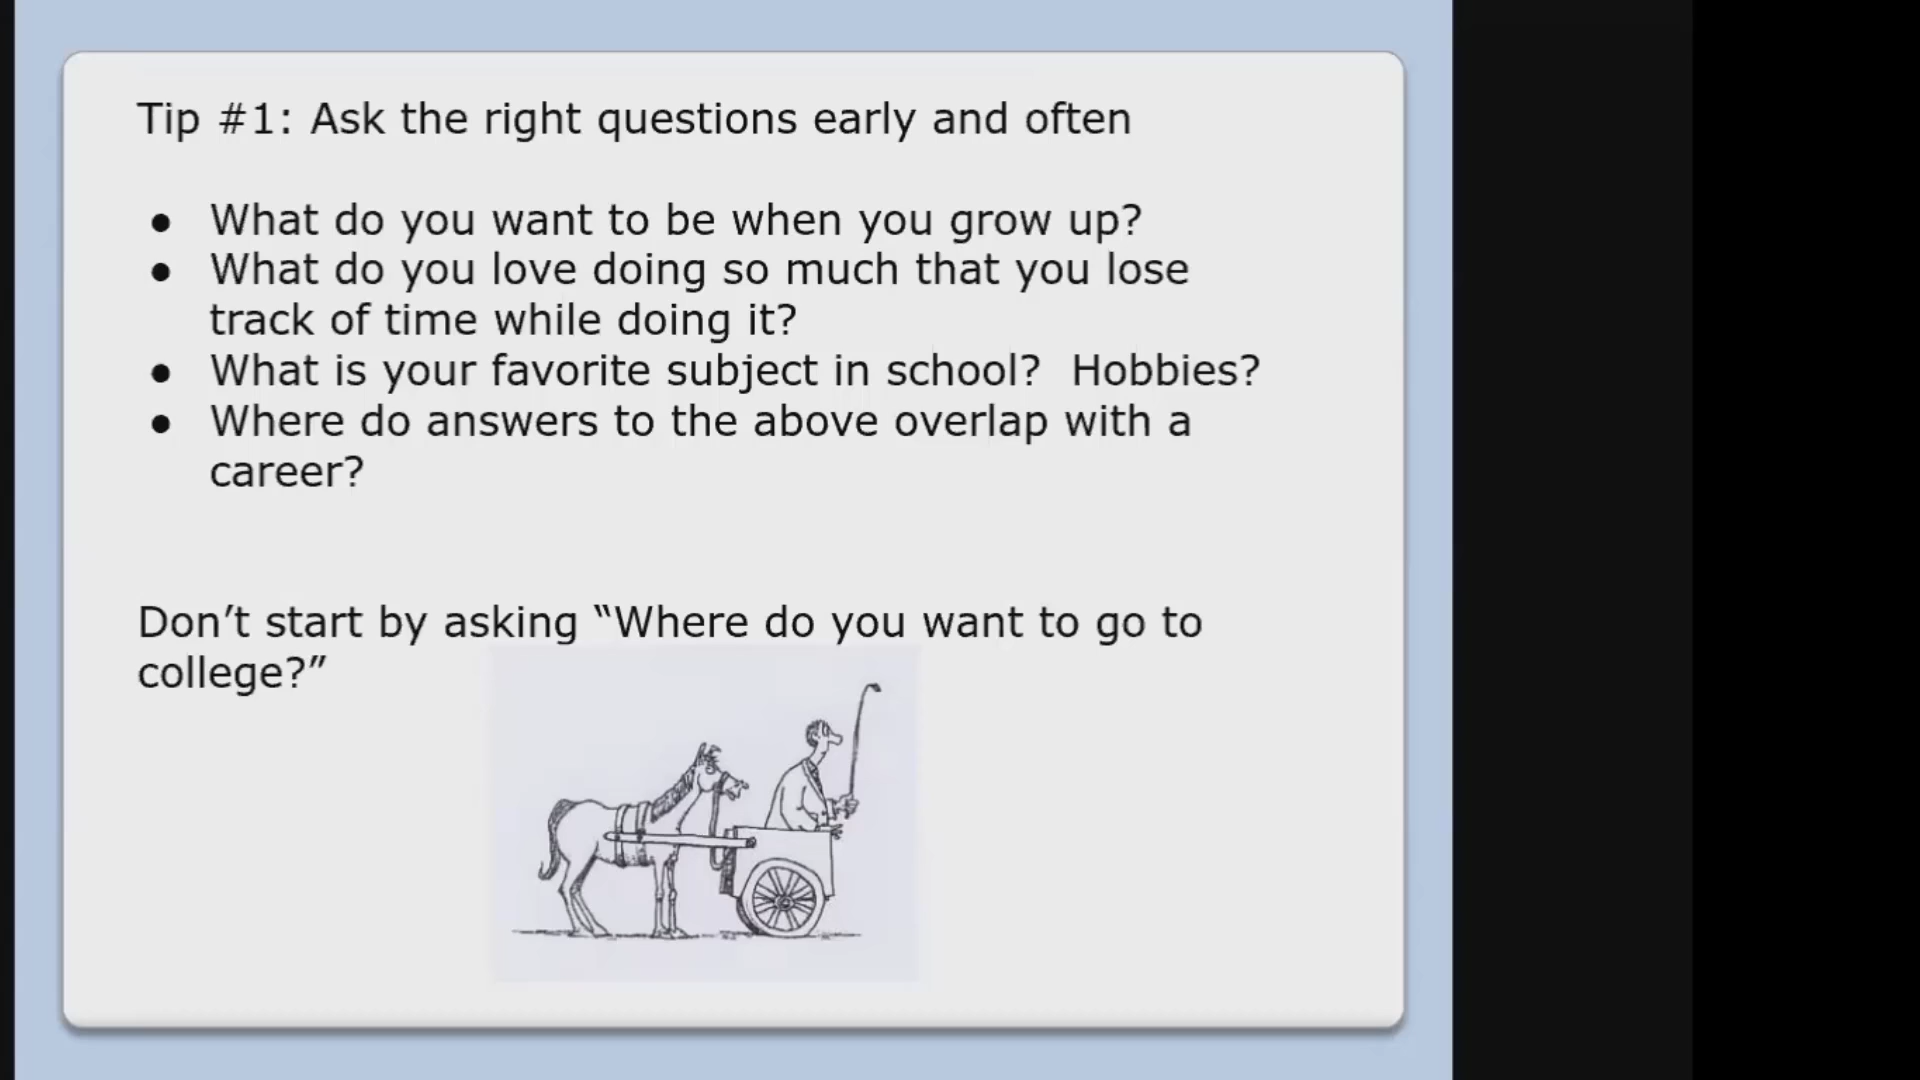 Tip #1: Ask the right questions early and often
● What do you want to be when you grow up?
● What do you love doing so much that you lose
track of time while doing it?
● What is your favorite subject in school?  Hobbies?
● Where do answers to the above overlap with a
career?
Don’t start by asking “Where do you want to go to
college?”